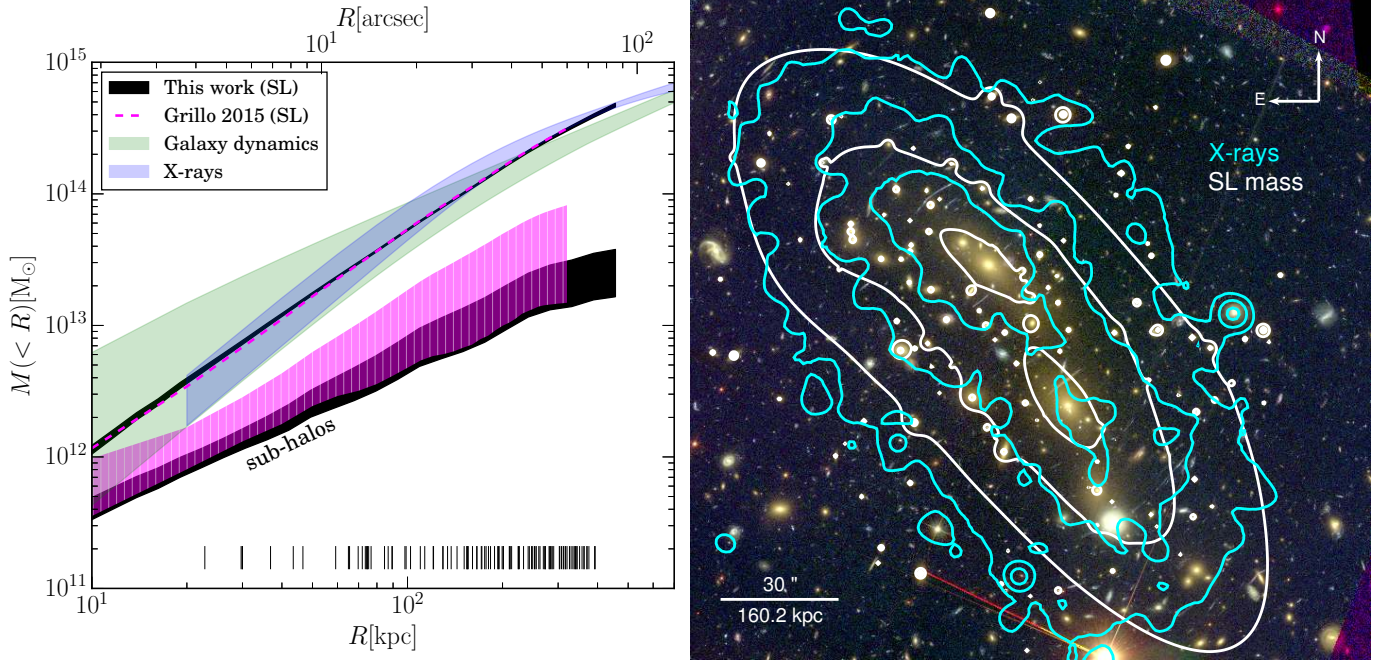 R[arcsec]
10¹ 10²
10¹⁵
This work (SL)
Grillo 2015 (SL)
Galaxy dynamics
X-rays
10¹⁴
M(< R)[M⊙]
10¹³
10¹²
sub-halos
10¹¹
10¹ 10²
R[kpc]
N
E
X-rays
SL mass
30."
160.2 kpc